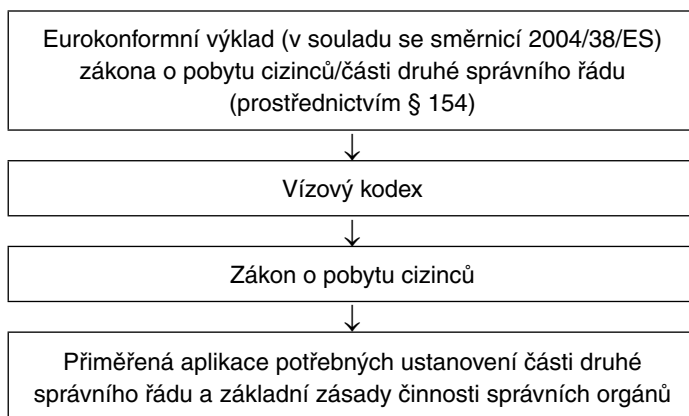 Eurokonformní výklad (v souladu se směrnicí 2004/38/ES)
zákona o pobytu cizinců/části druhé správního řádu
(prostřednictvím § 154)
↓
Vízový kodex
↓
Zákon o pobytu cizinců
↓
Přiměřená aplikace potřebných ustanovení části druhé
správního řádu a základní zásady činnosti správních orgánů